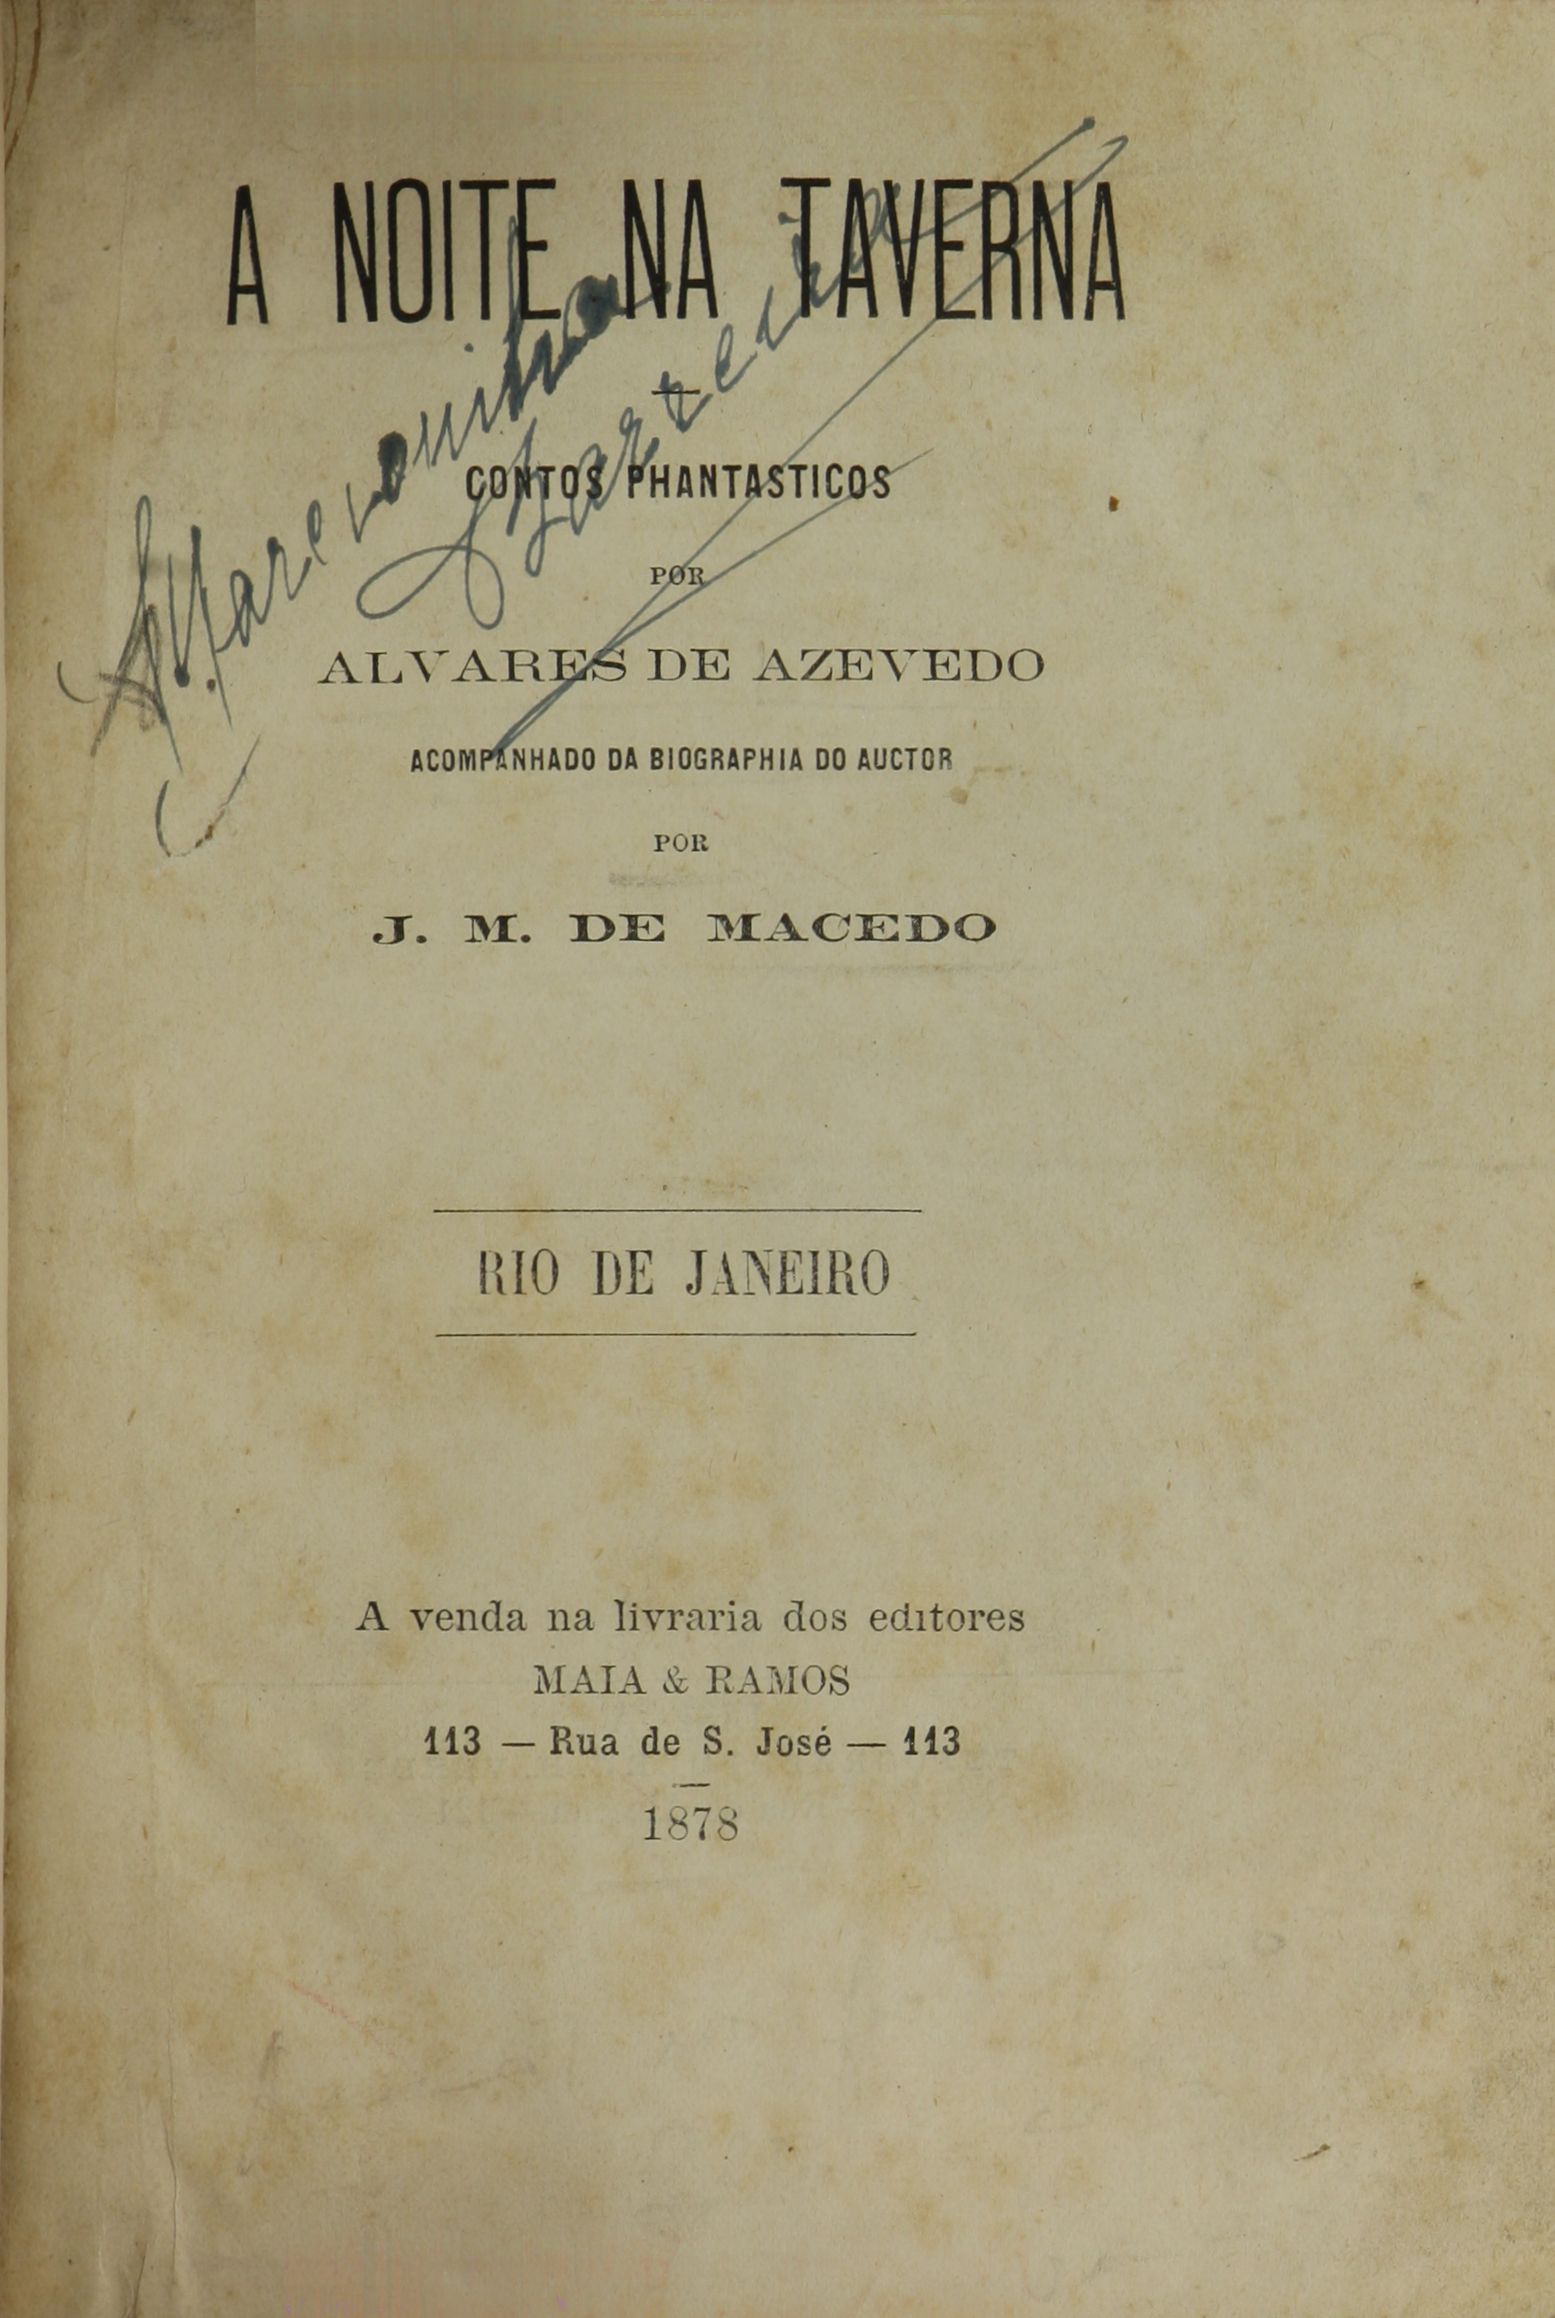 A NOITE NA TAVERNA
CONTOS PHANTASTICOS
POR
ALVARES DE AZEVEDO
ACOMPANHADO DA BIOGRAPHIA DO AUCTOR
POR
J. M. DE MACEDO
RIO DE JANEIRO
A venda na livraria dos editores
MAIA & RAMOS
113 — Rua de S. José — 113
1878